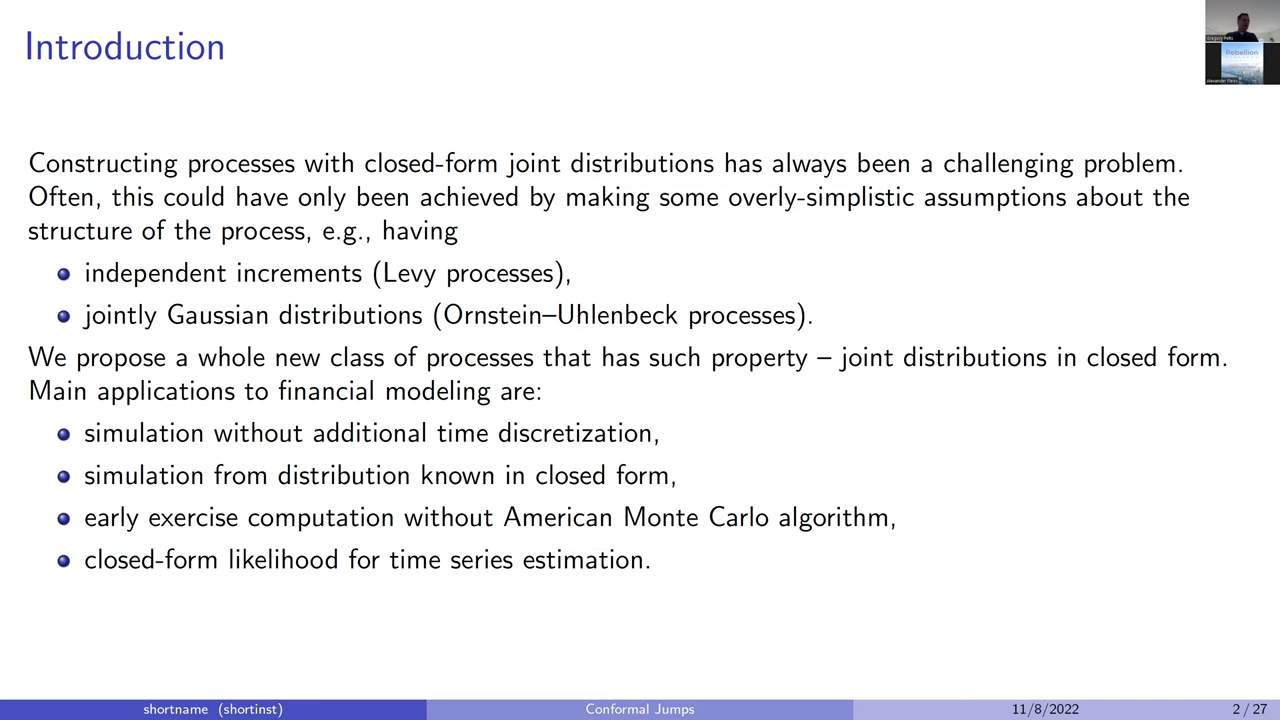 Introduction
Constructing processes with closed-form joint distributions has always been a challenging problem.
Often, this could have only been achieved by making some overly-simplistic assumptions about the
structure of the process, e.g., having
independent increments (Levy processes),
jointly Gaussian distributions (Ornstein–Uhlenbeck processes).
We propose a whole new class of processes that has such property – joint distributions in closed form.
Main applications to financial modeling are:
simulation without additional time discretization,
simulation from distribution known in closed form,
early exercise computation without American Monte Carlo algorithm,
closed-form likelihood for time series estimation.
shortname (shortinst)
Conformal Jumps
11/8/2022
2 / 27
Rebellion